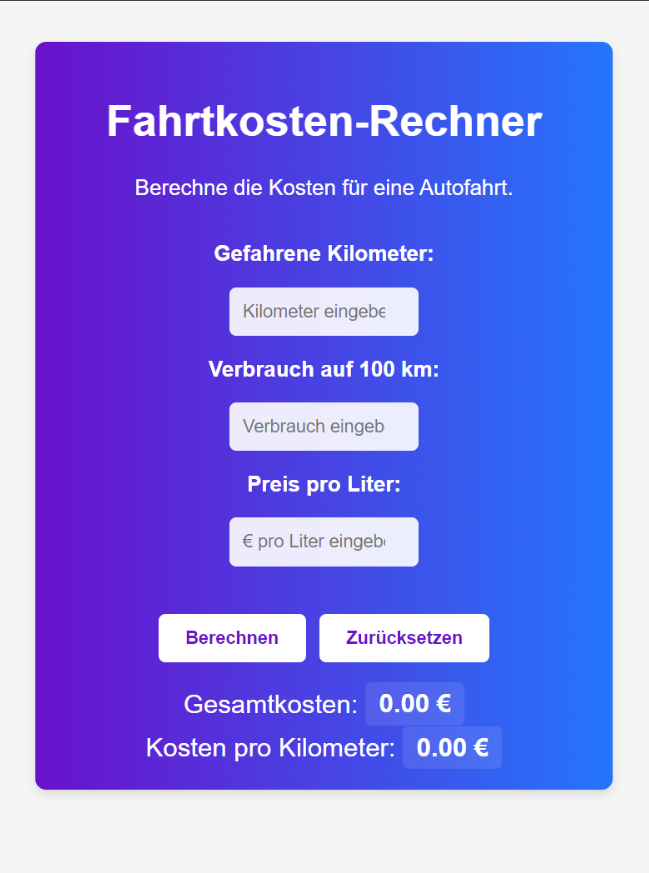 Fahrtkosten-Rechner
Berechne die Kosten für eine Autofahrt.
Gefahrene Kilometer:
Kilometer eingebe
Verbrauch auf 100 km:
Verbrauch eingeb
Preis pro Liter:
€ pro Liter eingebe
Berechnen Zurücksetzen
Gesamtkosten: 0.00 €
Kosten pro Kilometer: 0.00 €